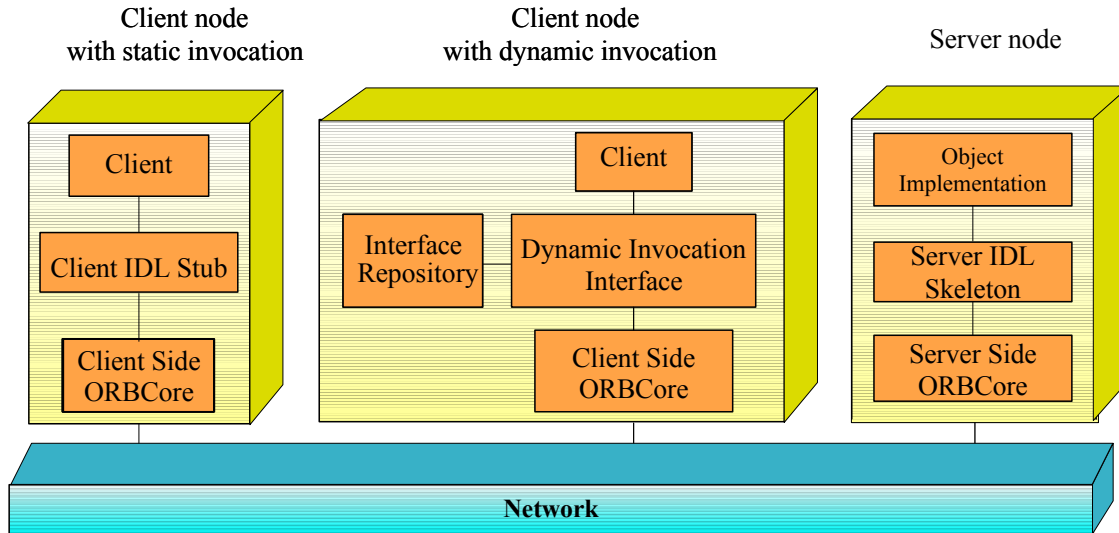 Client node
with static invocation
Client node
with dynamic invocation
Server node
Client
Client IDL Stub
Client Side
ORBCore
Client
Interface
Repository
Dynamic Invocation
Interface
Client Side
ORBCore
Object
Implementation
Server IDL
Skeleton
Server Side
ORBCore
Network